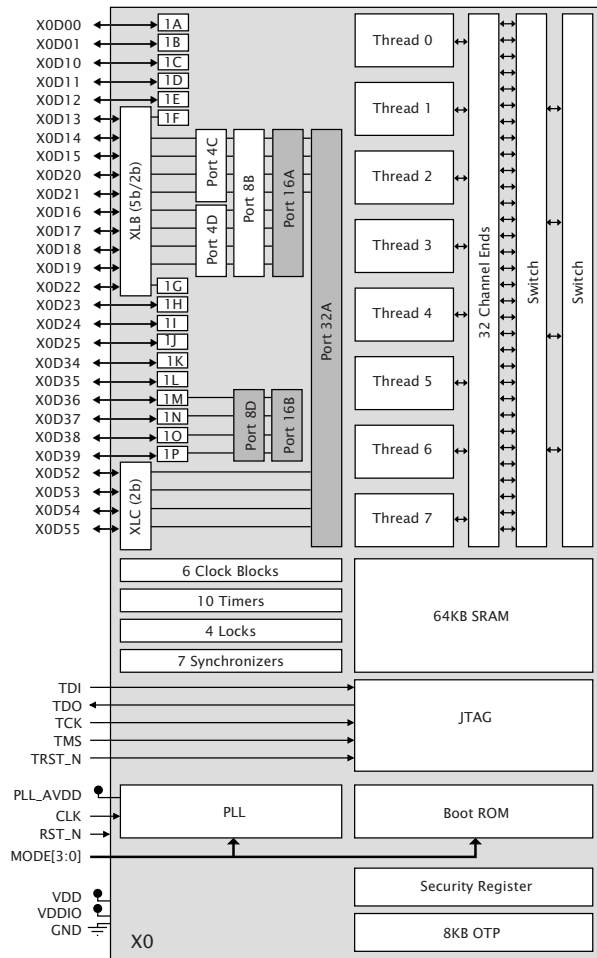 X0D00 1A
X0D01 1B
X0D10 1C
X0D11 1D
X0D12 1E
X0D13 1F
X0D14
X0D15
X0D20
X0D21
X0D16
X0D17
X0D18
X0D19
X0D22 1G
X0D23 1H
X0D24 1I
X0D25 1J
X0D34 1K
X0D35 1L
X0D36 1M
X0D37 1N
X0D38 1O
X0D39 1P
X0D52
X0D53
X0D54
X0D55
XLB (5b/2b)
XLC (2b)
Port 4C
Port 4D
Port 8B
Port 16A
Port 8D
Port 16B
Port 32A
Thread 0
Thread 1
Thread 2
Thread 3
Thread 4
Thread 5
Thread 6
Thread 7
32 Channel Ends
Switch
Switch
6 Clock Blocks
10 Timers
4 Locks
7 Synchronizers
64KB SRAM
TDI
TDO
TCK
TMS
TRST_N
JTAG
PLL_AVDD
CLK
RST_N
MODE[3:0]
PLL
Boot ROM
VDD
VDDIO
GND
Security Register
8KB OTP
X0